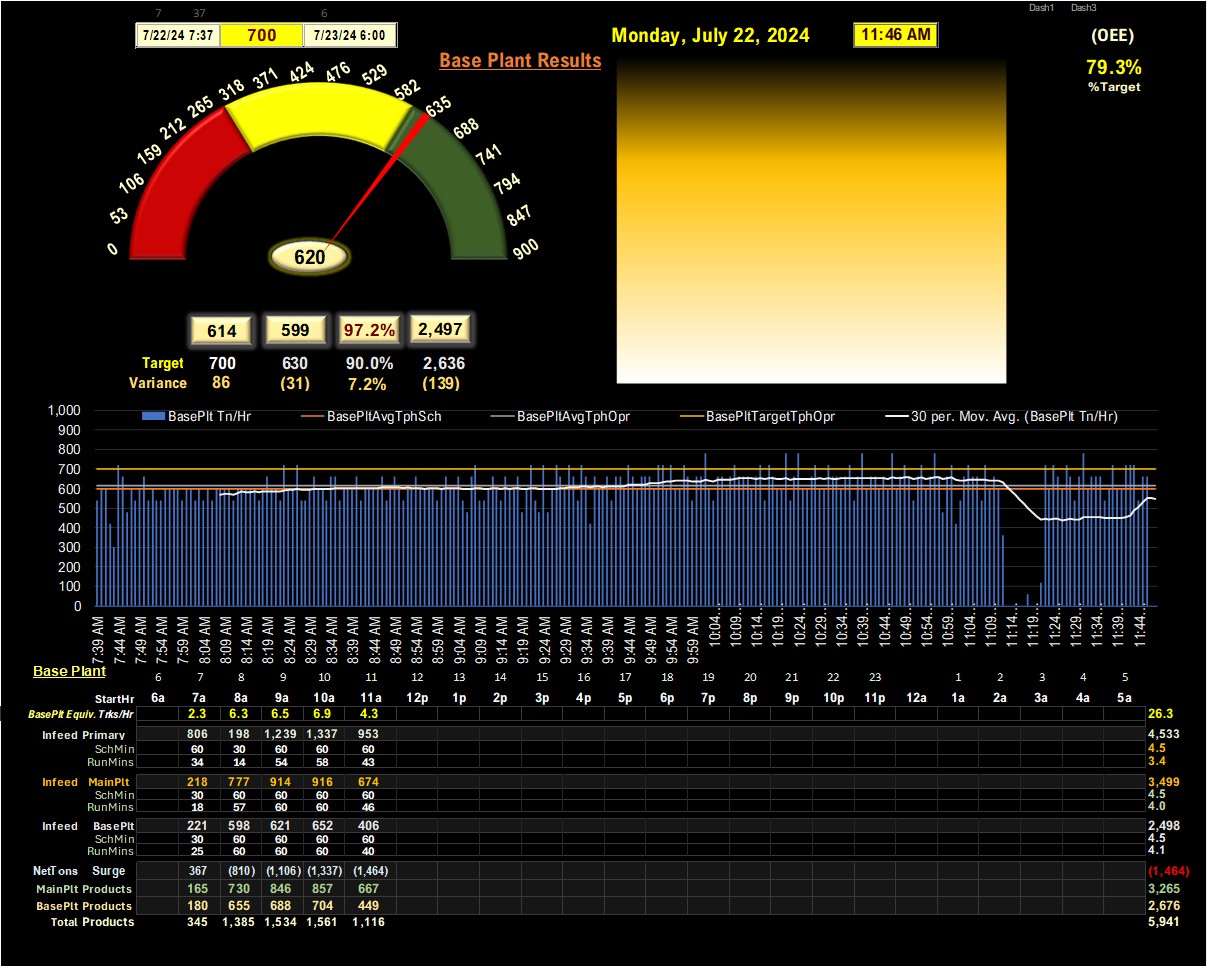 7 37 6 Dash1 Dash3
7/22/24 7:37 700 7/23/24 6:00 Monday, July 22, 2024 11:46 AM (OEE)
Base Plant Results 79.3%
%Target
0 53 106 159 212 265 318 371 424 476 529 582 635 688 741 794 847 900
620
614 599 97.2% 2,497
Target 700 630 90.0% 2,636
Variance 86 (31) 7.2% (139)
BasePlt Tn/Hr BasePltAvgTphSch BasePltAvgTphOpr BasePltTargetTphOpr 30 per. Mov. Avg. (BasePlt Tn/Hr)
1,000
900
800
700
600
500
400
300
200
100
0
7:39 AM 7:44 AM 7:49 AM 7:54 AM 7:59 AM 8:04 AM 8:09 AM 8:14 AM 8:19 AM 8:24 AM 8:29 AM 8:34 AM 8:39 AM 8:44 AM 8:49 AM 8:54 AM 8:59 AM 9:04 AM 9:09 AM 9:14 AM 9:19 AM 9:24 AM 9:29 AM 9:34 AM 9:39 AM 9:44 AM 9:49 AM 9:54 AM 9:59 AM 10:04… 10:09… 10:14… 10:19… 10:24… 10:29… 10:34… 10:39… 10:44… 10:49… 10:54… 10:59… 11:04… 11:09… 11:14… 11:19… 11:24… 11:29… 11:34… 11:39… 11:44…
Base Plant
6 7 8 9 10 11 12 13 14 15 16 17 18 19 20 21 22 23 1 2 3 4 5
StartHr 6a 7a 8a 9a 10a 11a 12p 1p 2p 3p 4p 5p 6p 7p 8p 9p 10p 11p 12a 1a 2a 3a 4a 5a
BasePlt Equiv. Trks/Hr 2.3 6.3 6.5 6.9 4.3 26.3
Infeed Primary 806 198 1,239 1,337 953 4,533
SchMin 60 30 60 60 60 4.5
RunMins 34 14 54 58 43 3.4
Infeed MainPlt 218 777 914 916 674 3,499
SchMin 30 60 60 60 60 4.5
RunMins 18 57 60 60 46 4.0
Infeed BasePlt 221 598 621 652 406 2,498
SchMin 30 60 60 60 60 4.5
RunMins 25 60 60 60 40 4.1
NetTons Surge 367 (810) (1,106) (1,337) (1,464) (1,464)
MainPlt Products 165 730 846 857 667 3,265
BasePlt Products 180 655 688 704 449 2,676
Total Products 345 1,385 1,534 1,561 1,116 5,941